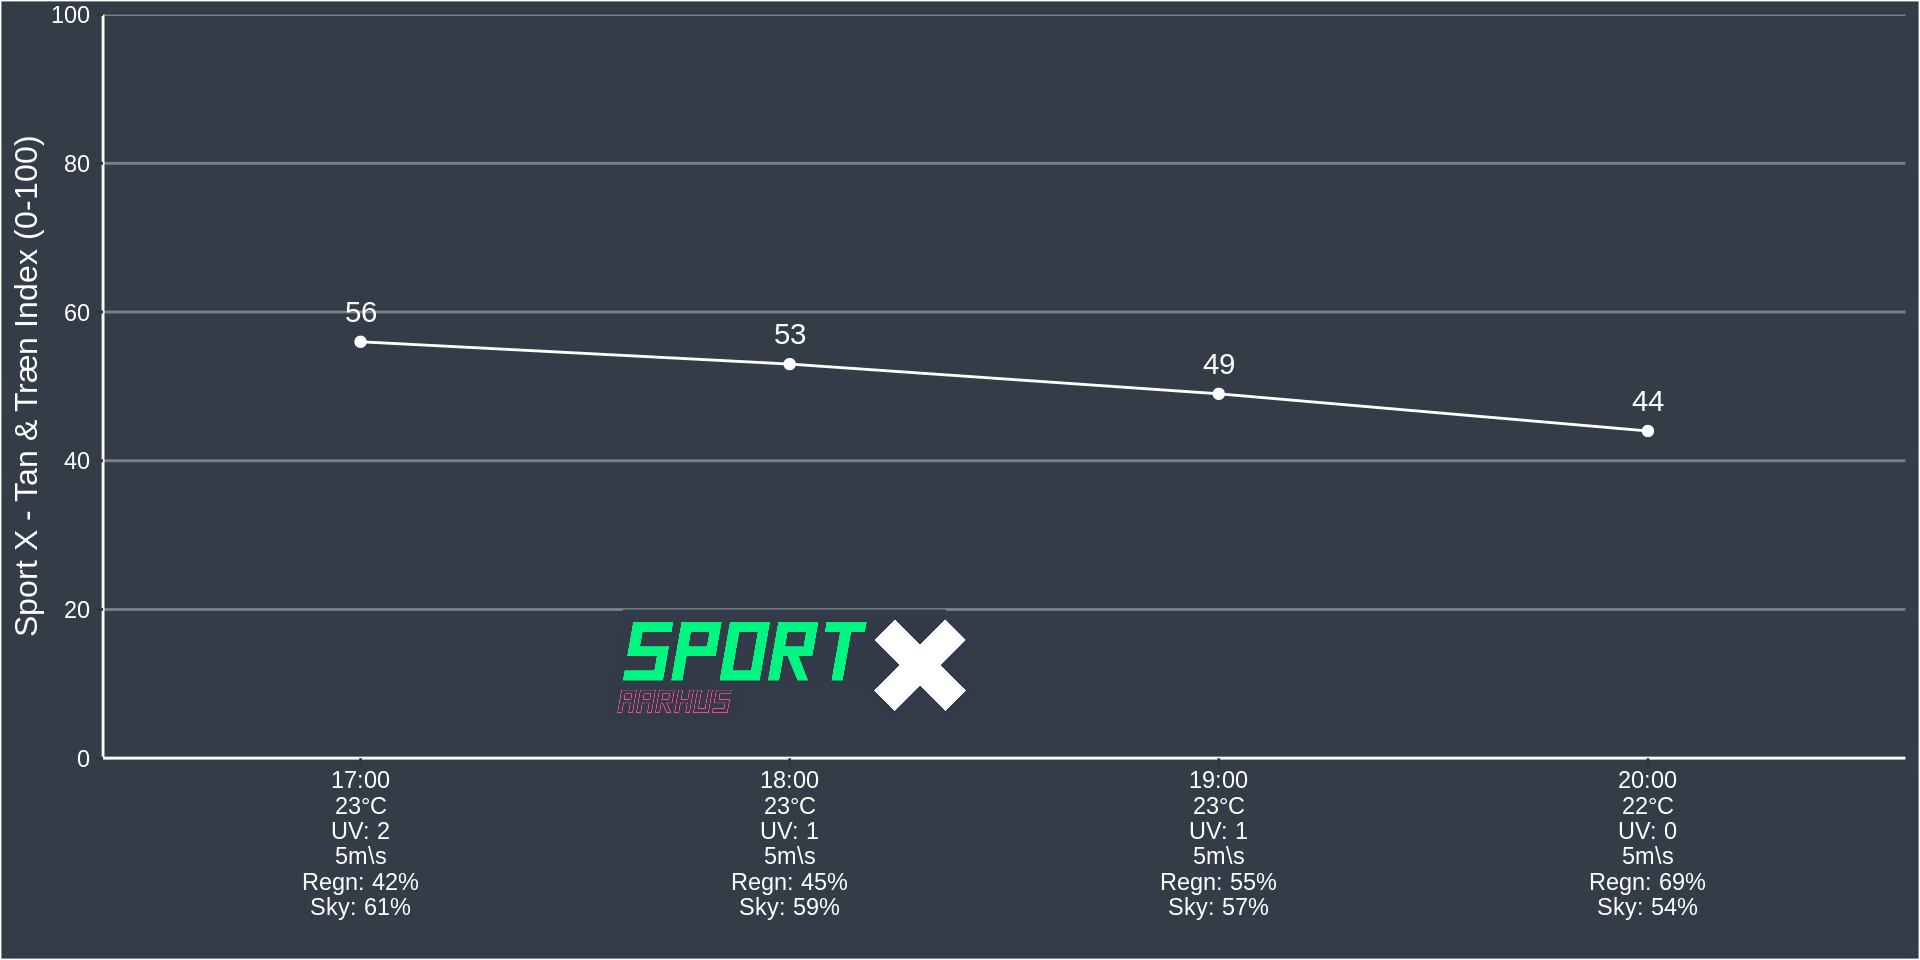 Sport X - Tan & Træn Index (0-100)
100
80
60
40
20
0
56
53
49
44
SPORT X
AARHUS
17:00
23°C
UV: 2
5m\s
Regn: 42%
Sky: 61%
18:00
23°C
UV: 1
5m\s
Regn: 45%
Sky: 59%
19:00
23°C
UV: 1
5m\s
Regn: 55%
Sky: 57%
20:00
22°C
UV: 0
5m\s
Regn: 69%
Sky: 54%